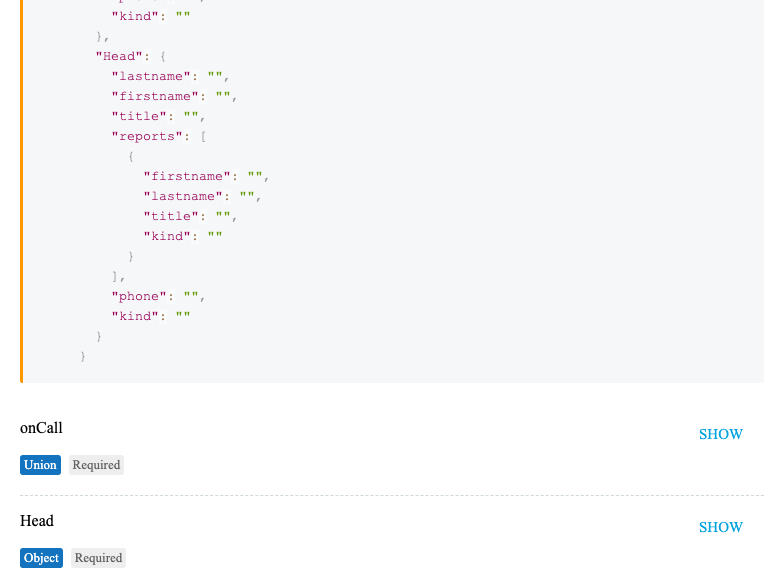 "kind": ""
},
"Head": {
"lastname": "",
"firstname": "",
"title": "",
"reports": [
{
"firstname": "",
"lastname": "",
"title": "",
"kind": ""
}
],
"phone": "",
"kind": ""
}
}
onCall
SHOW
Union Required
Head
SHOW
Object Required